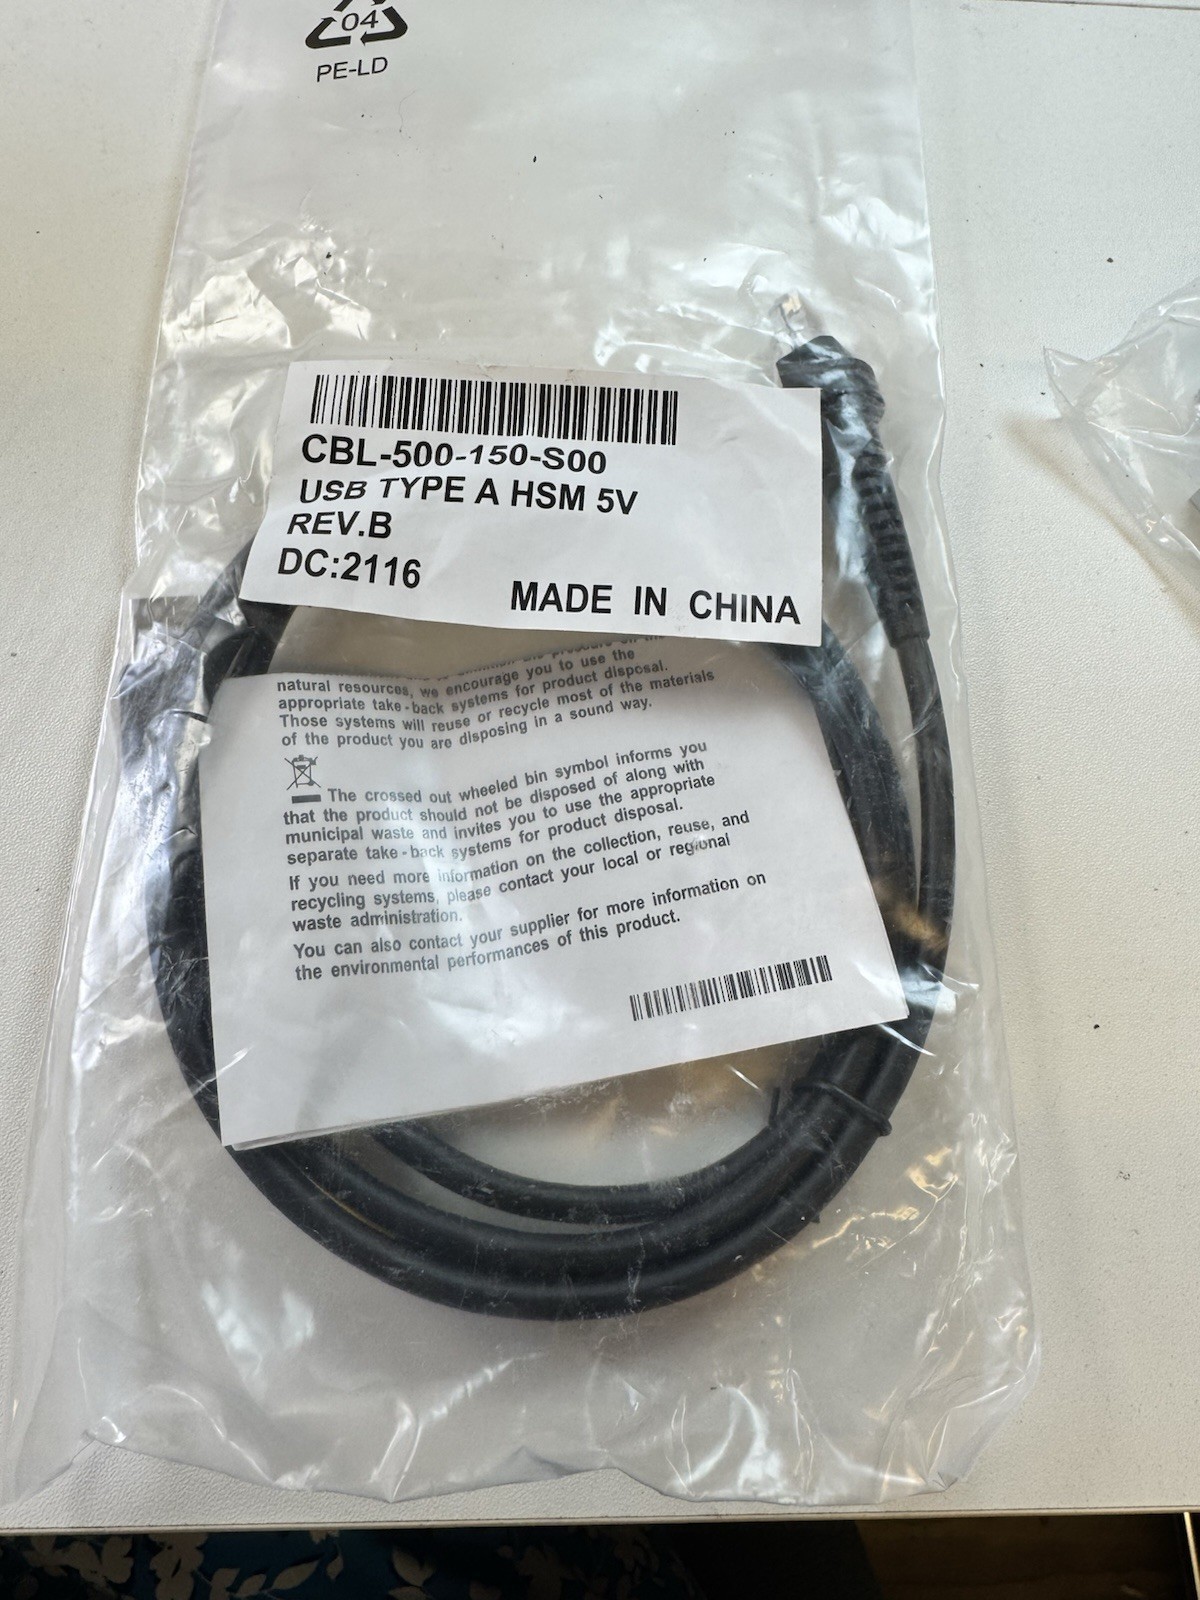 04
PE-LD
CBL-500-150-S00
USB TYPE A HSM 5V
REV.B
DC:2116
MADE IN CHINA
the pressure on the
natural resources, we encourage you to use the
appropriate take-back systems for product disposal.
Those systems will reuse or recycle most of the materials
of the product you are disposing in a sound way.
The crossed out wheeled bin symbol informs you
that the product should not be disposed of along with
municipal waste and invites you to use the appropriate
separate take-back systems for product disposal.
If you need more information on the collection, reuse, and
recycling systems, please contact your local or regional
waste administration.
You can also contact your supplier for more information on
the environmental performances of this product.